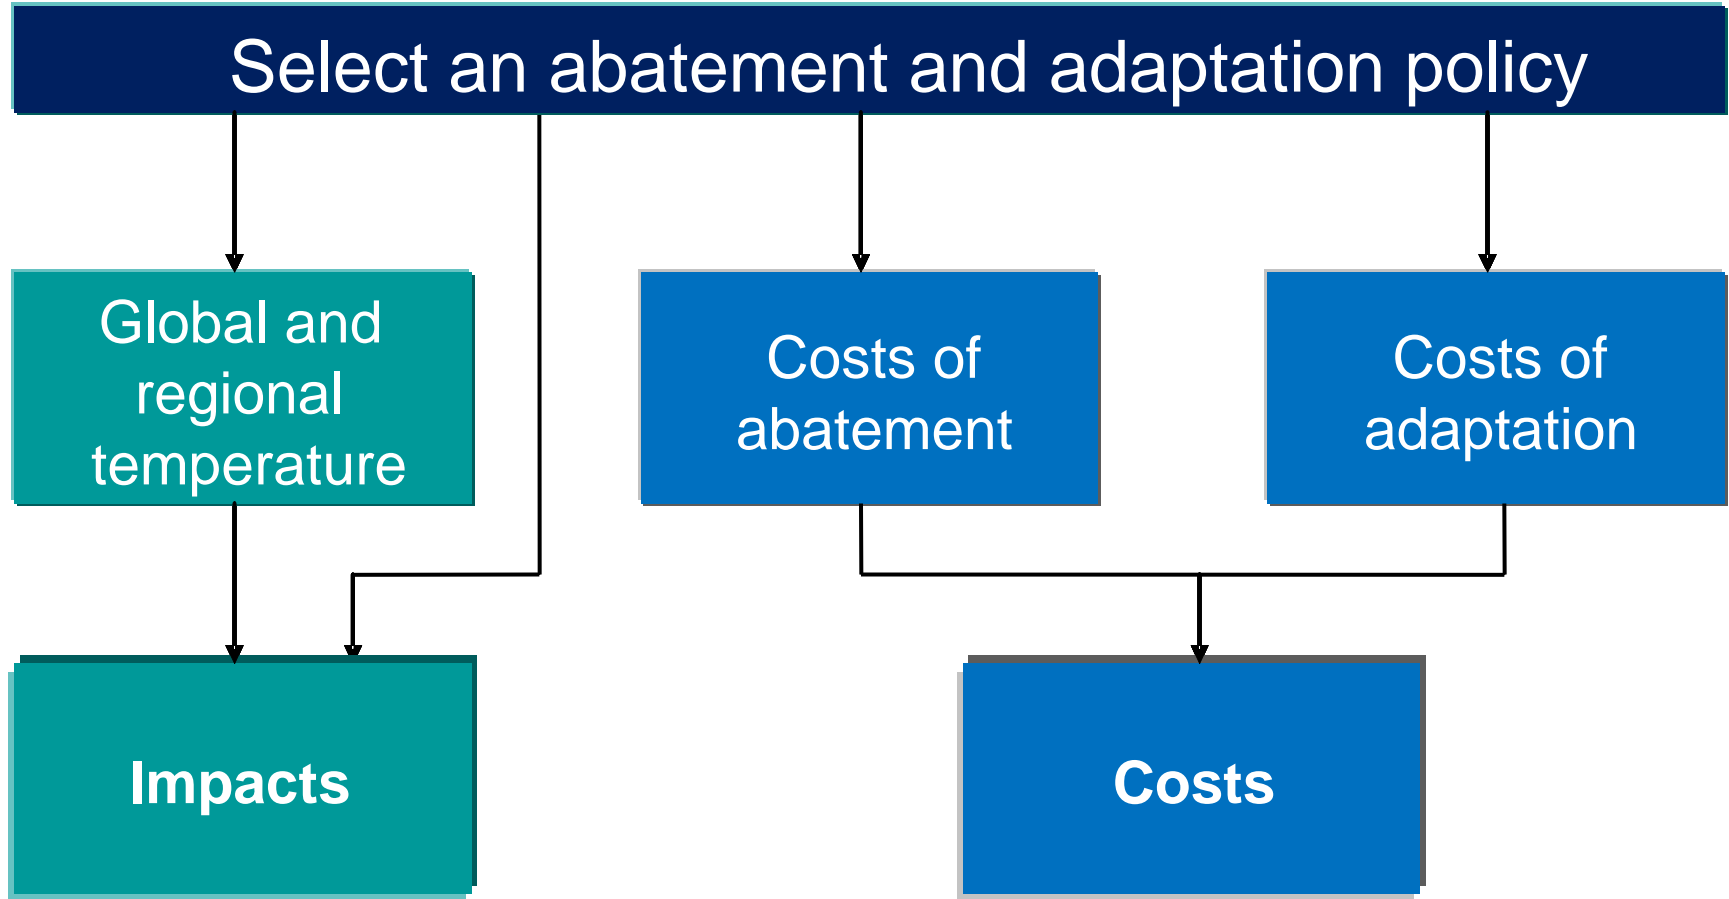 Select an abatement and adaptation policy
Global and
regional
temperature
Costs of
abatement
Costs of
adaptation
Impacts
Costs